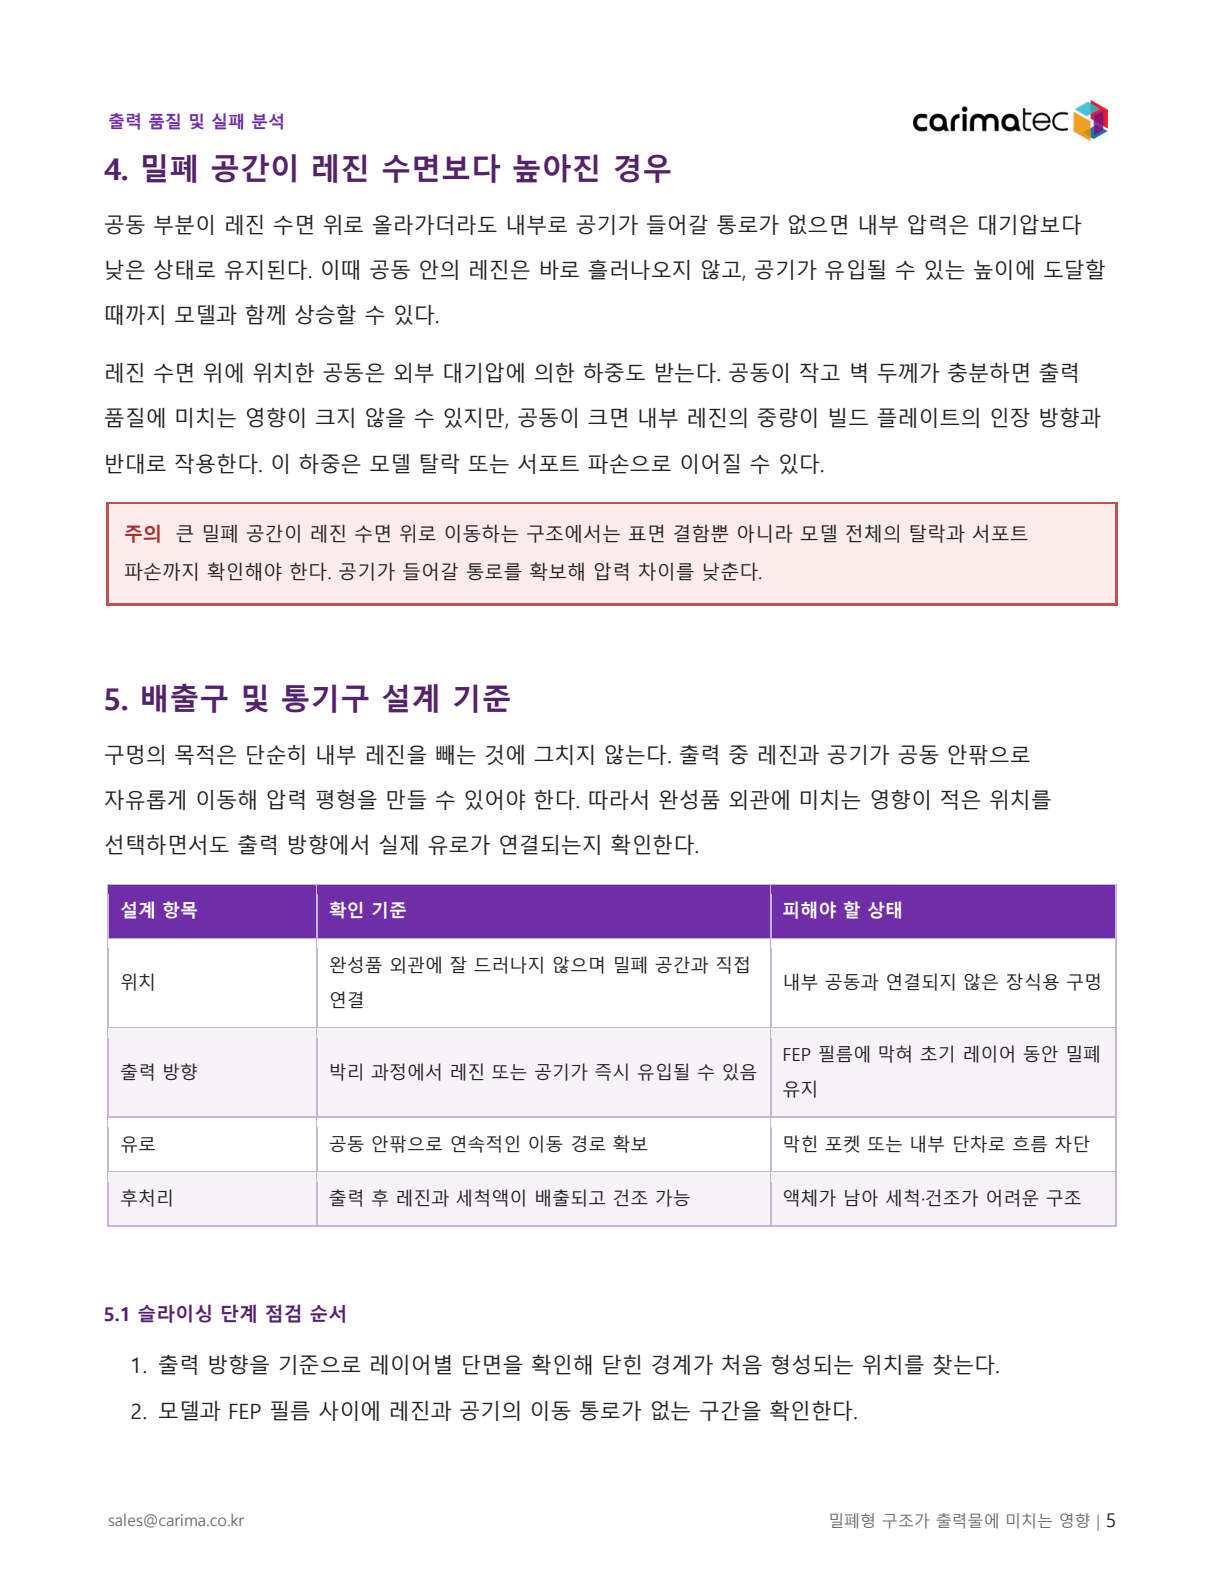 출력 품질 및 실패 분석
carimatec
4. 밀폐 공간이 레진 수면보다 높아진 경우
공동 부분이 레진 수면 위로 올라가더라도 내부로 공기가 들어갈 통로가 없으면 내부 압력은 대기압보다
낮은 상태로 유지된다. 이때 공동 안의 레진은 바로 흘러나오지 않고, 공기가 유입될 수 있는 높이에 도달할
때까지 모델과 함께 상승할 수 있다.
레진 수면 위에 위치한 공동은 외부 대기압에 의한 하중도 받는다. 공동이 작고 벽 두께가 충분하면 출력
품질에 미치는 영향이 크지 않을 수 있지만, 공동이 크면 내부 레진의 중량이 빌드 플레이트의 인장 방향과
반대로 작용한다. 이 하중은 모델 탈락 또는 서포트 파손으로 이어질 수 있다.
주의 큰 밀폐 공간이 레진 수면 위로 이동하는 구조에서는 표면 결함뿐 아니라 모델 전체의 탈락과 서포트
파손까지 확인해야 한다. 공기가 들어갈 통로를 확보해 압력 차이를 낮춘다.
5. 배출구 및 통기구 설계 기준
구멍의 목적은 단순히 내부 레진을 빼는 것에 그치지 않는다. 출력 중 레진과 공기가 공동 안팎으로
자유롭게 이동해 압력 평형을 만들 수 있어야 한다. 따라서 완성품 외관에 미치는 영향이 적은 위치를
선택하면서도 출력 방향에서 실제 유로가 연결되는지 확인한다.
설계 항목 확인 기준 피해야 할 상태
위치 완성품 외관에 잘 드러나지 않으며 밀폐 공간과 직접
연결 내부 공동과 연결되지 않은 장식용 구멍
출력 방향 박리 과정에서 레진 또는 공기가 즉시 유입될 수 있음 FEP 필름에 막혀 초기 레이어 동안 밀폐
유지
유로 공동 안팎으로 연속적인 이동 경로 확보 막힌 포켓 또는 내부 단차로 흐름 차단
후처리 출력 후 레진과 세척액이 배출되고 건조 가능 액체가 남아 세척·건조가 어려운 구조
5.1 슬라이싱 단계 점검 순서
1. 출력 방향을 기준으로 레이어별 단면을 확인해 닫힌 경계가 처음 형성되는 위치를 찾는다.
2. 모델과 FEP 필름 사이에 레진과 공기의 이동 통로가 없는 구간을 확인한다.
sales@carima.co.kr 밀폐형 구조가 출력물에 미치는 영향 | 5